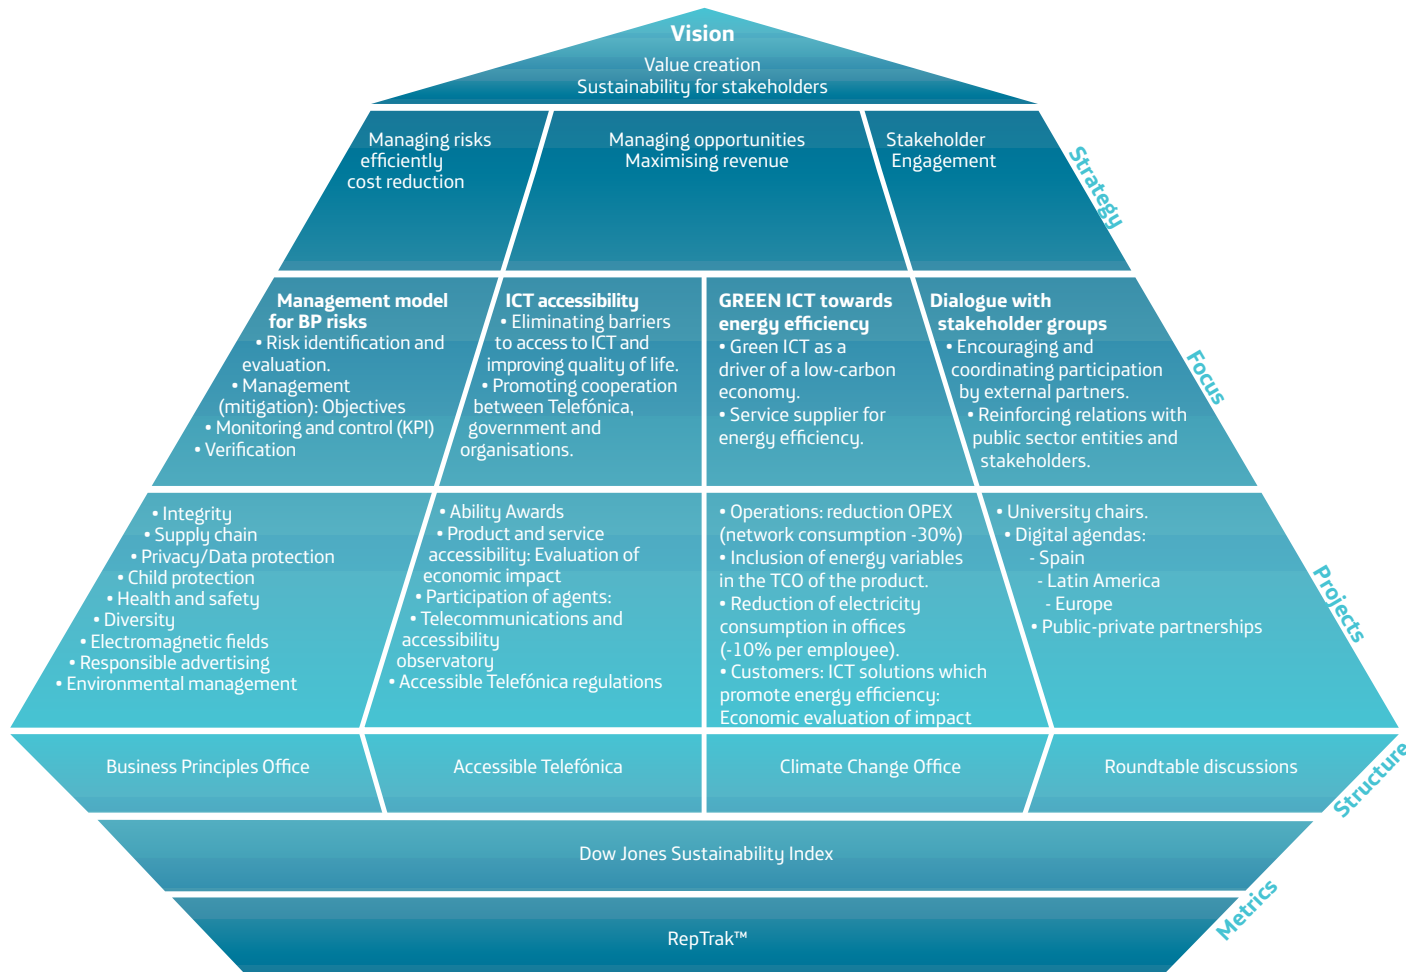 Vision
Value creation
Sustainability for stakeholders
Managing risks
efficiently
cost reduction
Managing opportunities
Maximising revenue
Stakeholder
Engagement
Strategy
Management model
for BP risks
• Risk identification and
evaluation.
• Management
(mitigation): Objectives
• Monitoring and control (KPI)
• Verification
ICT accessibility
• Eliminating barriers
to access to ICT and
improving quality of life.
• Promoting cooperation
between Telefónica,
government and
organisations.
GREEN ICT towards
energy efficiency
• Green ICT as a
driver of a low-carbon
economy.
• Service supplier for
energy efficiency.
Dialogue with
stakeholder groups
• Encouraging and
coordinating participation
by external partners.
• Reinforcing relations with
public sector entities and
stakeholders.
Focus
• Integrity
• Supply chain
• Privacy/Data protection
• Child protection
• Health and safety
• Diversity
• Electromagnetic fields
• Responsible advertising
• Environmental management
• Ability Awards
• Product and service
accessibility: Evaluation of
economic impact
• Participation of agents:
• Telecommunications and
accessibility
observatory
• Accessible Telefónica regulations
• Operations: reduction OPEX
(network consumption -30%)
• Inclusion of energy variables
in the TCO of the product.
• Reduction of electricity
consumption in offices
(-10% per employee).
• Customers: ICT solutions which
promote energy efficiency:
Economic evaluation of impact
• University chairs.
• Digital agendas:
- Spain
- Latin America
- Europe
• Public-private partnerships
Projects
Business Principles Office
Accessible Telefónica
Climate Change Office
Roundtable discussions
Structure
Dow Jones Sustainability Index
Metrics
RepTrak™